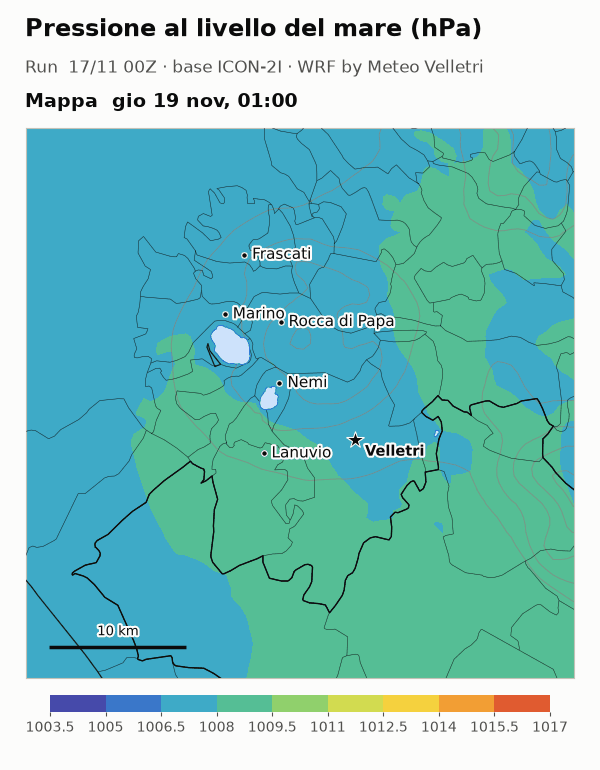 Pressione al livello del mare (hPa)
Run  17/11 00Z · base ICON-2I · WRF by Meteo Velletri
Mappa  gio 19 nov, 01:00
Frascati
Marino
Rocca di Papa
Nemi
Velletri
Lanuvio
10 km
1003.5 1005 1006.5 1008 1009.5 1011 1012.5 1014 1015.5 1017